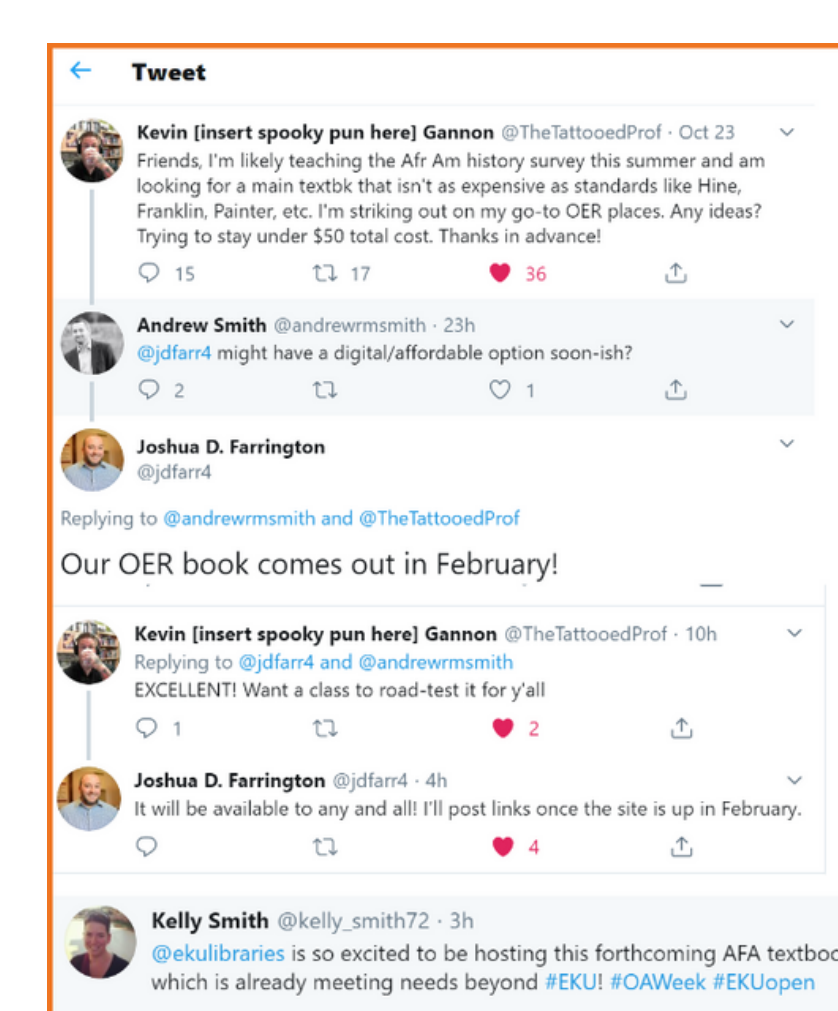 Tweet
Kevin [insert spooky pun here] Gannon @TheTattooedProf · Oct 23
Friends, I'm likely teaching the Afr Am history survey this summer and am
looking for a main textbk that isn't as expensive as standards like Hine,
Franklin, Painter, etc. I'm striking out on my go-to OER places. Any ideas?
Trying to stay under $50 total cost. Thanks in advance!
15 17 36
Andrew Smith @andrewrmsmith · 23h
@jdfarr4 might have a digital/affordable option soon-ish?
2 1
Joshua D. Farrington
@jdfarr4
Replying to @andrewrmsmith and @TheTattooedProf
Our OER book comes out in February!
Kevin [insert spooky pun here] Gannon @TheTattooedProf · 10h
Replying to @jdfarr4 and @andrewrmsmith
EXCELLENT! Want a class to road-test it for y'all
1 2
Joshua D. Farrington @jdfarr4 · 4h
It will be available to any and all! I'll post links once the site is up in February.
4
Kelly Smith @kelly_smith72 · 3h
@ekulibraries is so excited to be hosting this forthcoming AFA textboo
which is already meeting needs beyond #EKU! #OAWeek #EKUopen